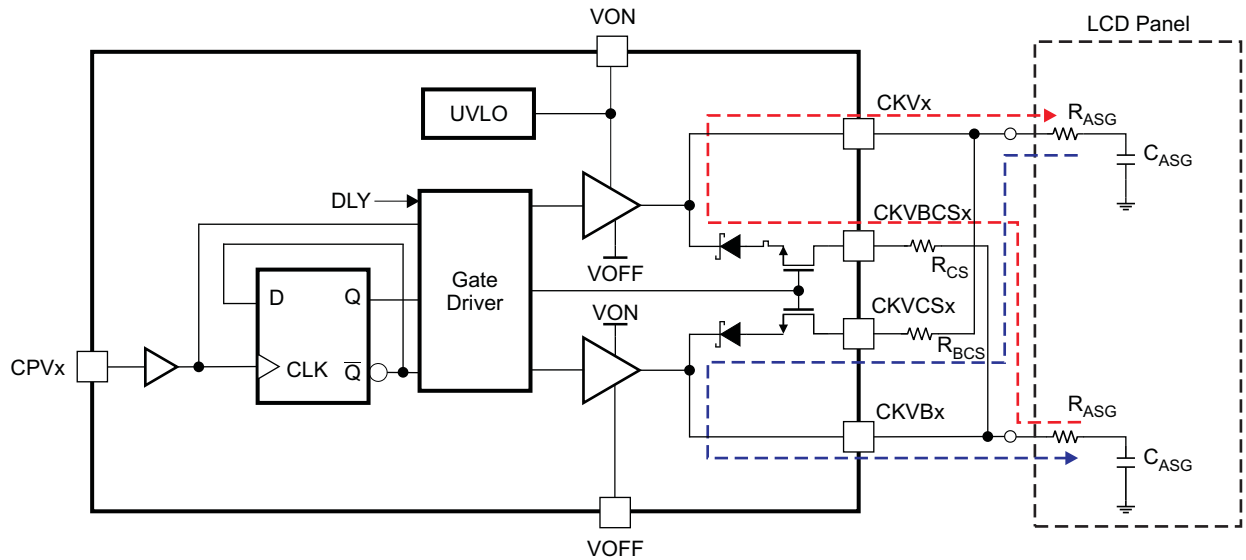 VON
LCD Panel
UVLO
CKVx
RASG
CASG
DLY
CKVBCSx
RCS
VOFF
Gate
Driver
D
Q
VON
CKVCSx
RBCS
CPVx
CLK
Q
CKVBx
RASG
CASG
VOFF